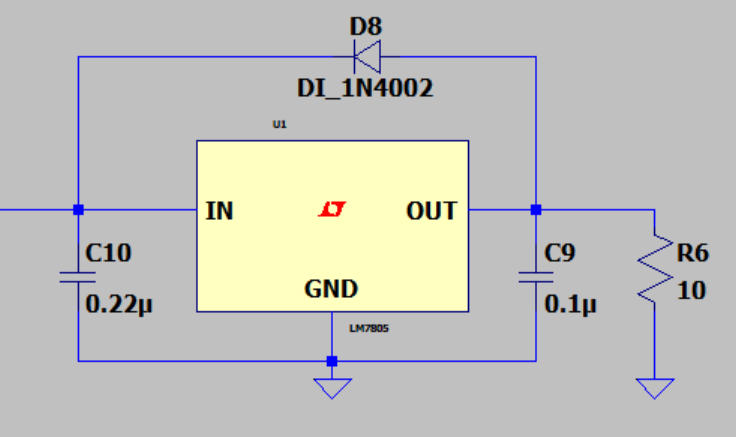 D8
DI_1N4002
U1
IN
OUT
C10
C9
R6
GND
0.22µ
0.1µ
10
LM7805